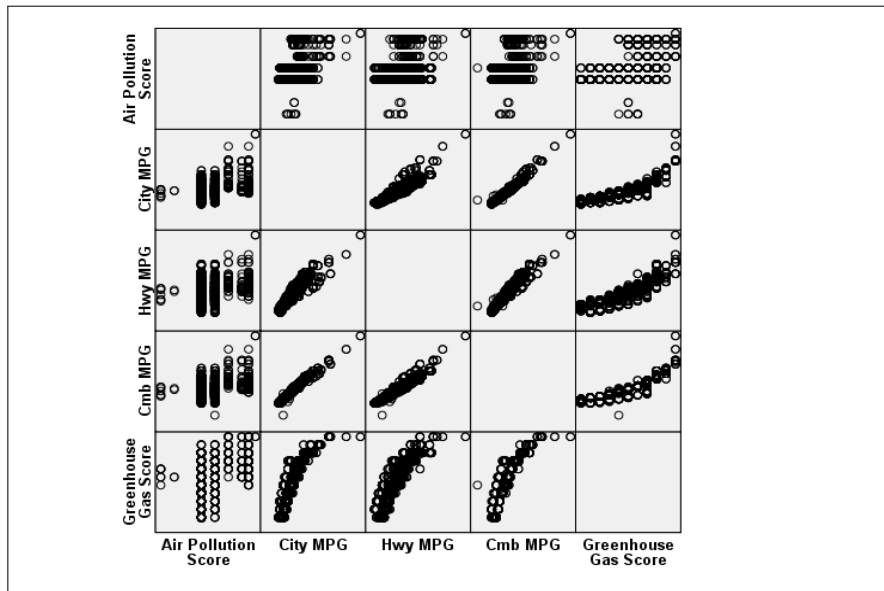 Air Pollution
Score
City MPG
Hwy MPG
Cmb MPG
Greenhouse
Gas Score
Air Pollution
Score
City MPG
Hwy MPG
Cmb MPG
Greenhouse
Gas Score